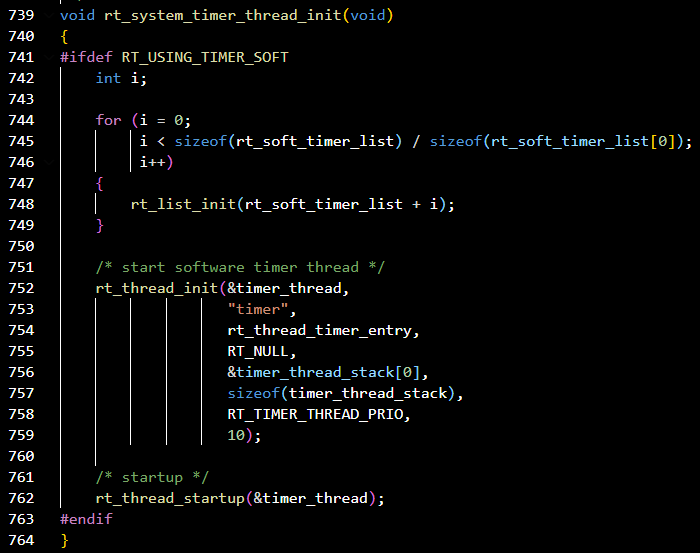 739 void rt_system_timer_thread_init(void)
740 {
741 #ifdef RT_USING_TIMER_SOFT
742     int i;
743
744     for (i = 0;
745          i < sizeof(rt_soft_timer_list) / sizeof(rt_soft_timer_list[0]);
746          i++)
747     {
748         rt_list_init(rt_soft_timer_list + i);
749     }
750
751     /* start software timer thread */
752     rt_thread_init(&timer_thread,
753                    "timer",
754                    rt_thread_timer_entry,
755                    RT_NULL,
756                    &timer_thread_stack[0],
757                    sizeof(timer_thread_stack),
758                    RT_TIMER_THREAD_PRIO,
759                    10);
760
761     /* startup */
762     rt_thread_startup(&timer_thread);
763 #endif
764 }